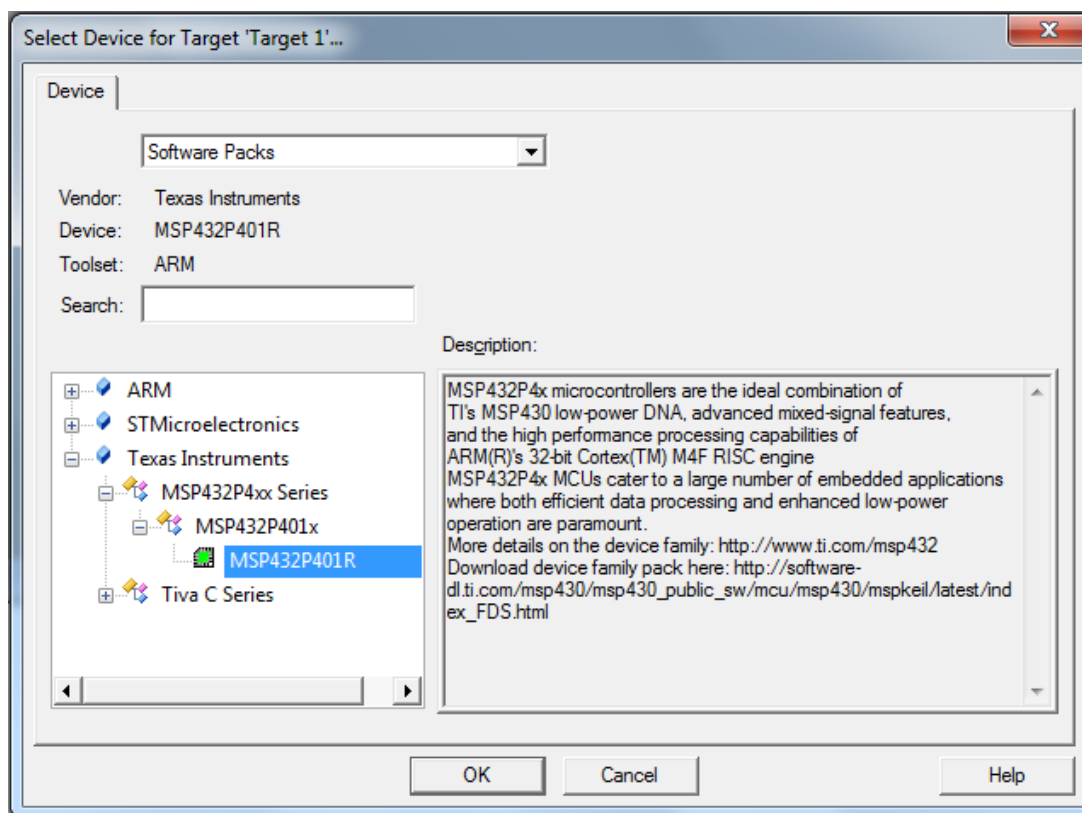 Select Device for Target 'Target 1'...
Device
Software Packs
Vendor: Texas Instruments
Device: MSP432P401R
Toolset: ARM
Search:
Description:
ARM
STMicroelectronics
Texas Instruments
MSP432P4xx Series
MSP432P401x
MSP432P401R
Tiva C Series
MSP432P4x microcontrollers are the ideal combination of
TI's MSP430 low-power DNA, advanced mixed-signal features,
and the high performance processing capabilities of
ARM(R)'s 32-bit Cortex(TM) M4F RISC engine
MSP432P4x MCUs cater to a large number of embedded applications
where both efficient data processing and enhanced low-power
operation are paramount.
More details on the device family: http://www.ti.com/msp432
Download device family pack here: http://software-
dl.ti.com/msp430/msp430_public_sw/mcu/msp430/mspkeil/latest/ind
ex_FDS.html
OK
Cancel
Help